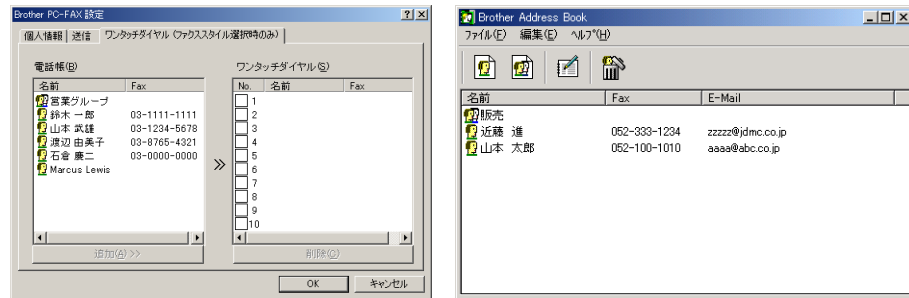 Brother PC-FAX 設定
個人情報 送信 ワンタッチダイヤル (ファクススタイル選択時のみ)
電話帳(B)
名前 Fax
営業グループ
鈴木 一郎 03-1111-1111
山本 武雄 03-1234-5678
渡辺 由美子 03-8765-4321
石倉 慶二 03-0000-0000
Marcus Lewis
追加(A) >>
»
ワンタッチダイヤル(S)
No. 名前 Fax
1
2
3
4
5
6
7
8
9
10
削除(C)
OK キャンセル
Brother Address Book
ファイル(F) 編集(E) ヘルプ(H)
名前 Fax E-Mail
販売
近藤 進 052-333-1234 zzzzz@jdmc.co.jp
山本 太郎 052-100-1010 aaaa@abc.co.jp